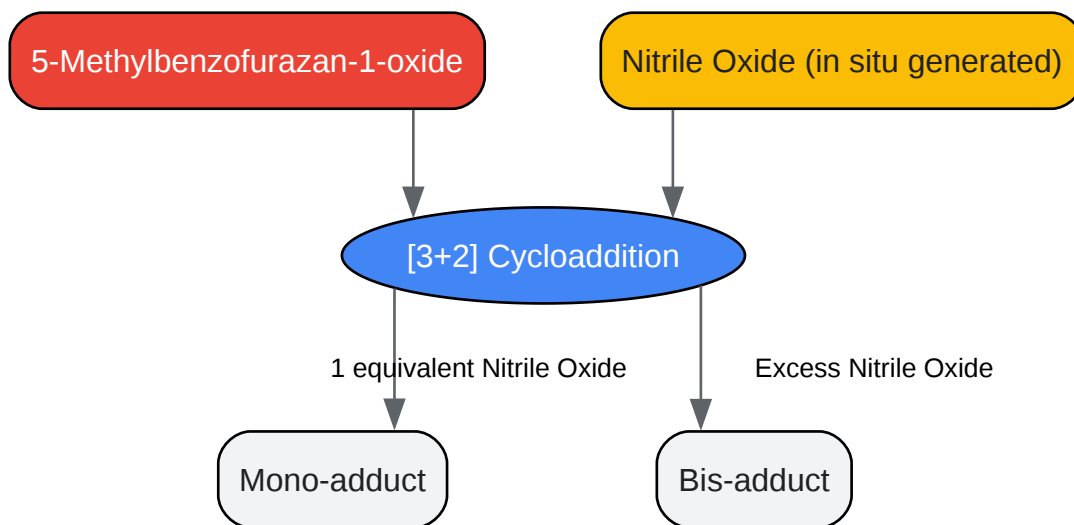 5-Methylbenzofurazan-1-oxide
Nitrile Oxide (in situ generated)
[3+2] Cycloaddition
1 equivalent Nitrile Oxide
Excess Nitrile Oxide
Mono-adduct
Bis-adduct